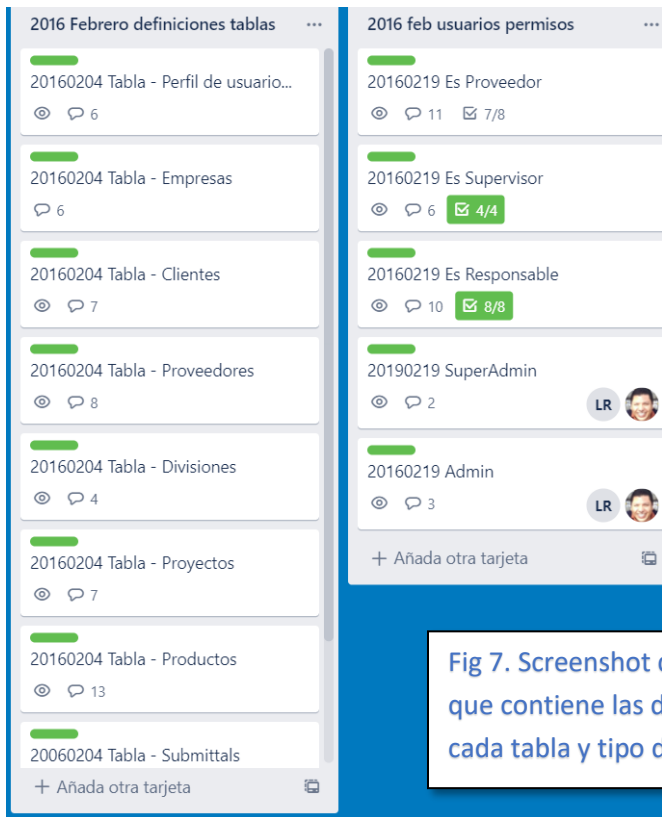 2016 Febrero definiciones tablas
20160204 Tabla - Perfil de usuario...
6
20160204 Tabla - Empresas
6
20160204 Tabla - Clientes
7
20160204 Tabla - Proveedores
8
20160204 Tabla - Divisiones
4
20160204 Tabla - Proyectos
7
20160204 Tabla - Productos
13
20060204 Tabla - Submittals
+ Añada otra tarjeta
2016 feb usuarios permisos
20160219 Es Proveedor
11 7/8
20160219 Es Supervisor
6 4/4
20160219 Es Responsable
10 8/8
20190219 SuperAdmin
2 LR
20160219 Admin
3 LR
+ Añada otra tarjeta
Fig 7. Screenshot
que contiene las
cada tabla y tipo